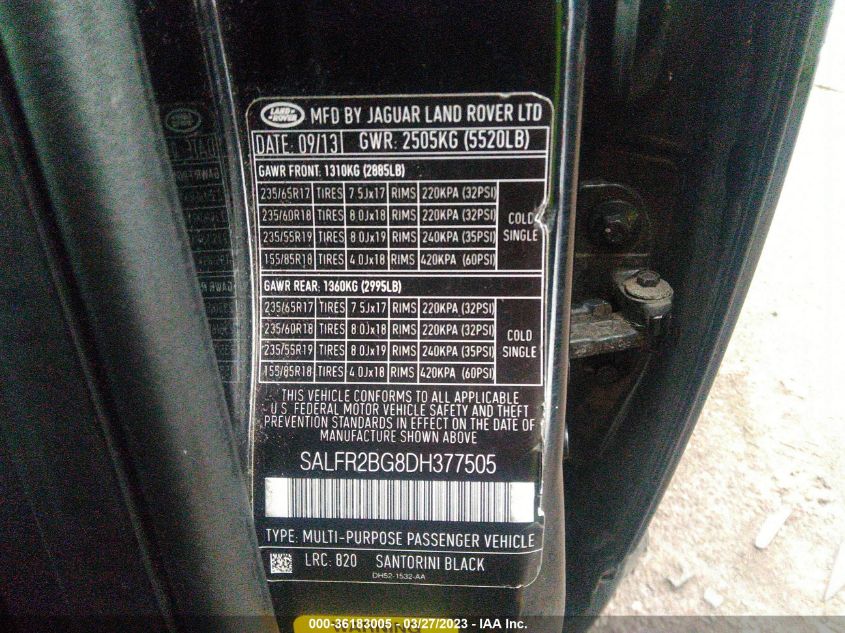 LAND ROVER MFD BY JAGUAR LAND ROVER LTD
DATE: 09/13 GWR: 2505KG (5520LB)
GAWR FRONT: 1310KG (2885LB)
235/65R17 TIRES 7.5Jx17 RIMS 220KPA (32PSI)
235/60R18 TIRES 8.0Jx18 RIMS 220KPA (32PSI)
235/55R19 TIRES 8.0Jx19 RIMS 240KPA (35PSI)
155/85R18 TIRES 4.0Jx18 RIMS 420KPA (60PSI)
COLD
SINGLE
GAWR REAR: 1360KG (2995LB)
235/65R17 TIRES 7.5Jx17 RIMS 220KPA (32PSI)
235/60R18 TIRES 8.0Jx18 RIMS 220KPA (32PSI)
235/55R19 TIRES 8.0Jx19 RIMS 240KPA (35PSI)
155/85R18 TIRES 4.0Jx18 RIMS 420KPA (60PSI)
COLD
SINGLE
THIS VEHICLE CONFORMS TO ALL APPLICABLE
U.S. FEDERAL MOTOR VEHICLE SAFETY AND THEFT
PREVENTION STANDARDS IN EFFECT ON THE DATE OF
MANUFACTURE SHOWN ABOVE
SALFR2BG8DH377505
TYPE: MULTI-PURPOSE PASSENGER VEHICLE
LRC: 820 SANTORINI BLACK
DH52-1532-AA
WARNING
000-36183005 - 03/27/2023 - IAA Inc.